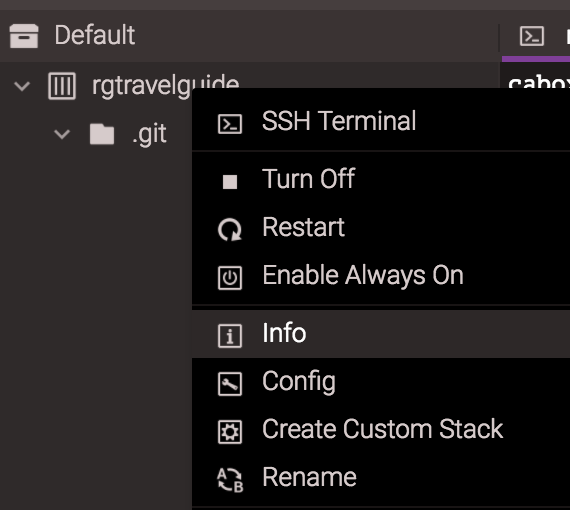 Default
rgtravelguide
cabox
.git
SSH Terminal
Turn Off
Restart
Enable Always On
Info
Config
Create Custom Stack
Rename